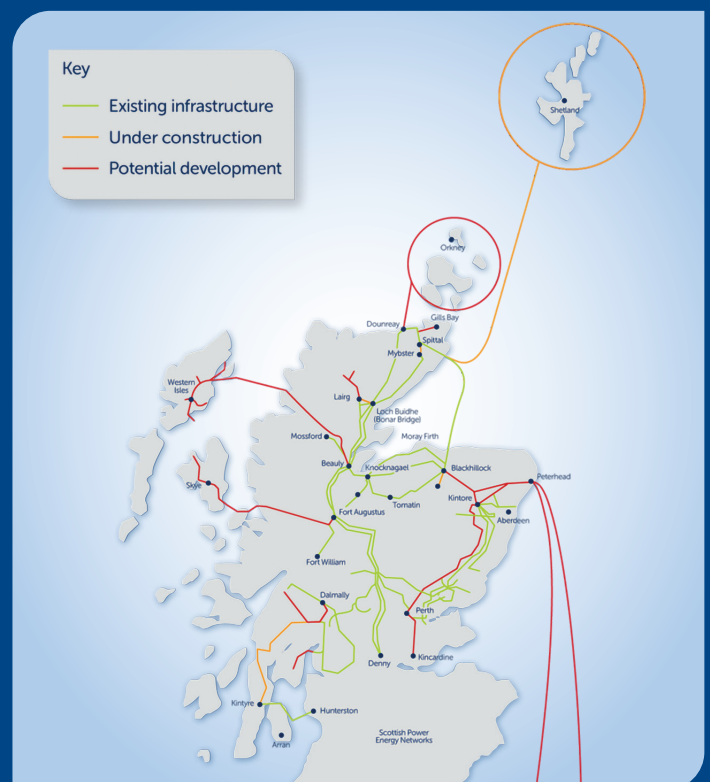 Key
Existing infrastructure
Under construction
Potential development
Shetland
Orkney
Gills Bay
Dounreay
Spittal
Mybster
Western
Isles
Lairg
Loch Buidhe
(Bonar Bridge)
Mossford
Moray Firth
Beauly
Knocknagael
Blackhillock
Peterhead
Skye
Kintore
Tomatin
Fort Augustus
Aberdeen
Fort William
Dalmally
Perth
Denny
Kincardine
Kintyre
Hunterston
Arran
Scottish Power
Energy Networks